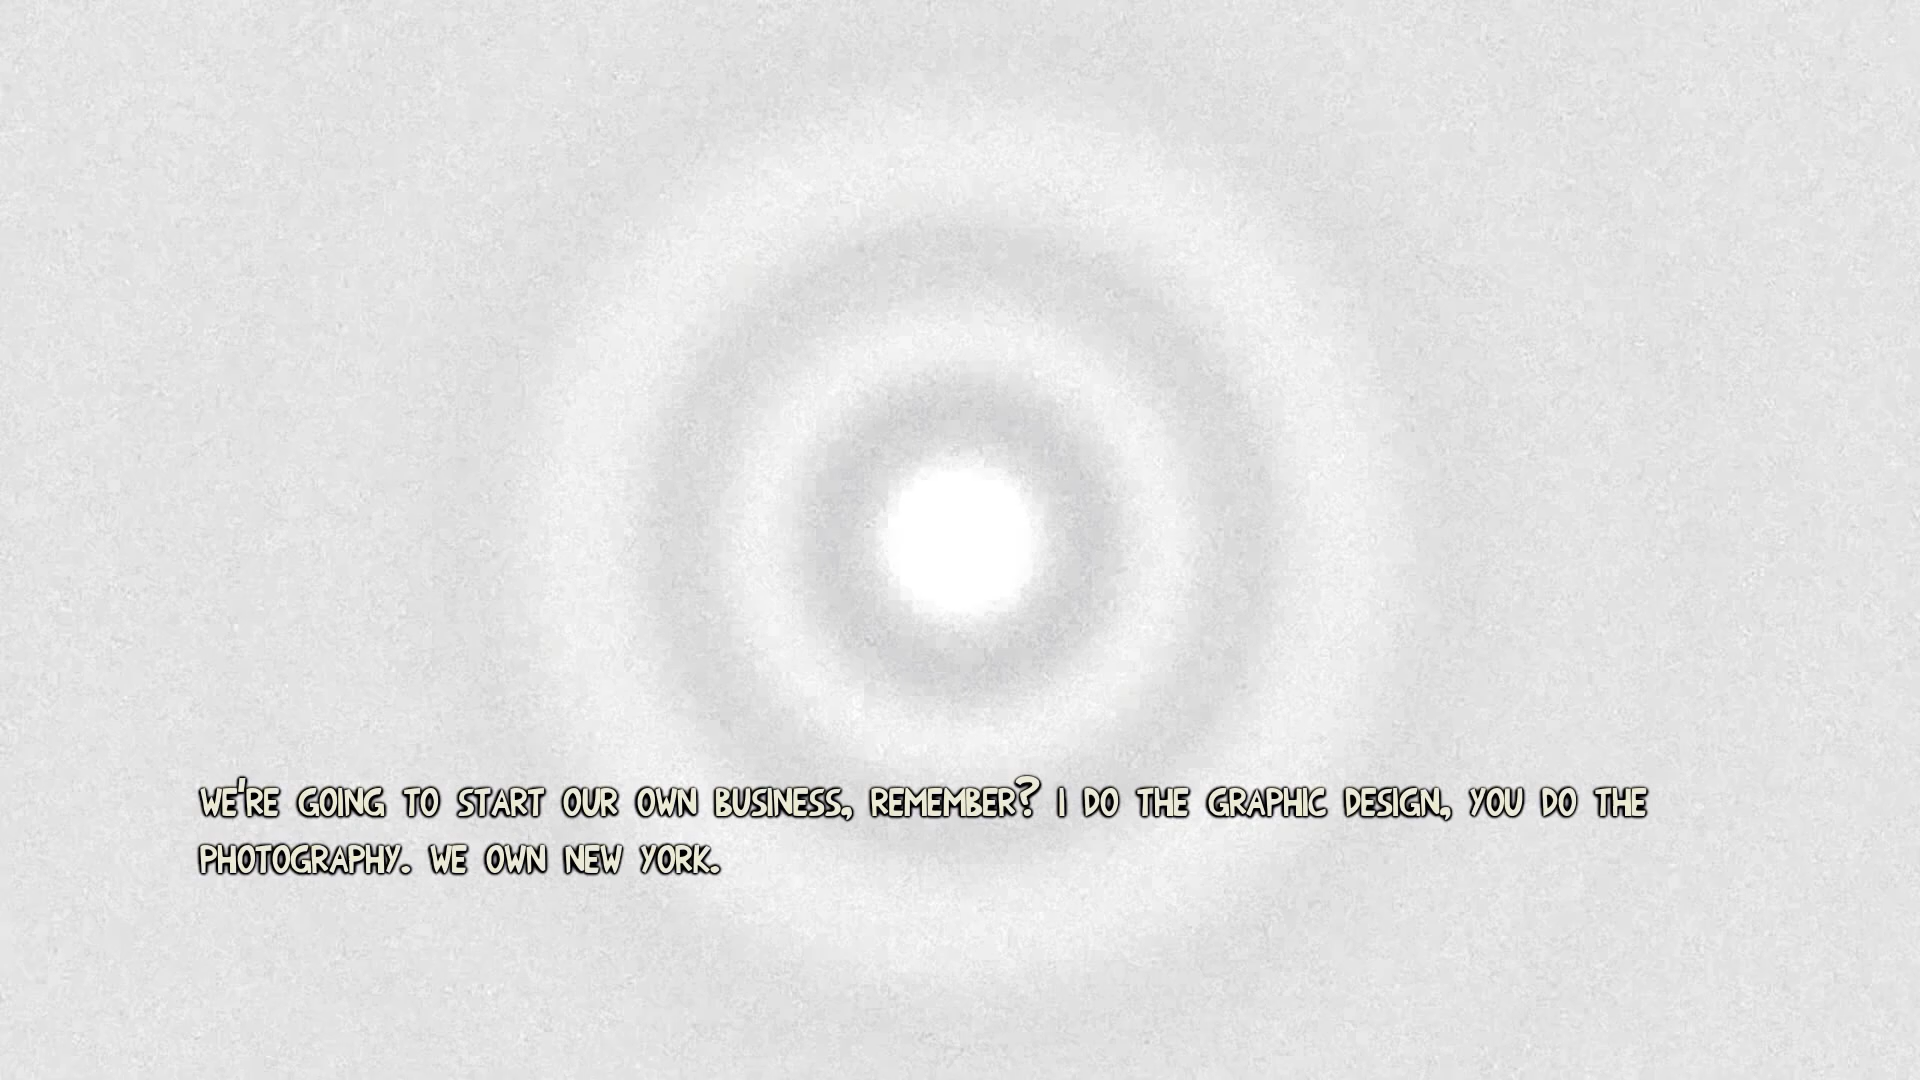 WE'RE GOING TO START OUR OWN BUSINESS, REMEMBER? I DO THE GRAPHIC DESIGN, YOU DO THE
PHOTOGRAPHY. WE OWN NEW YORK.